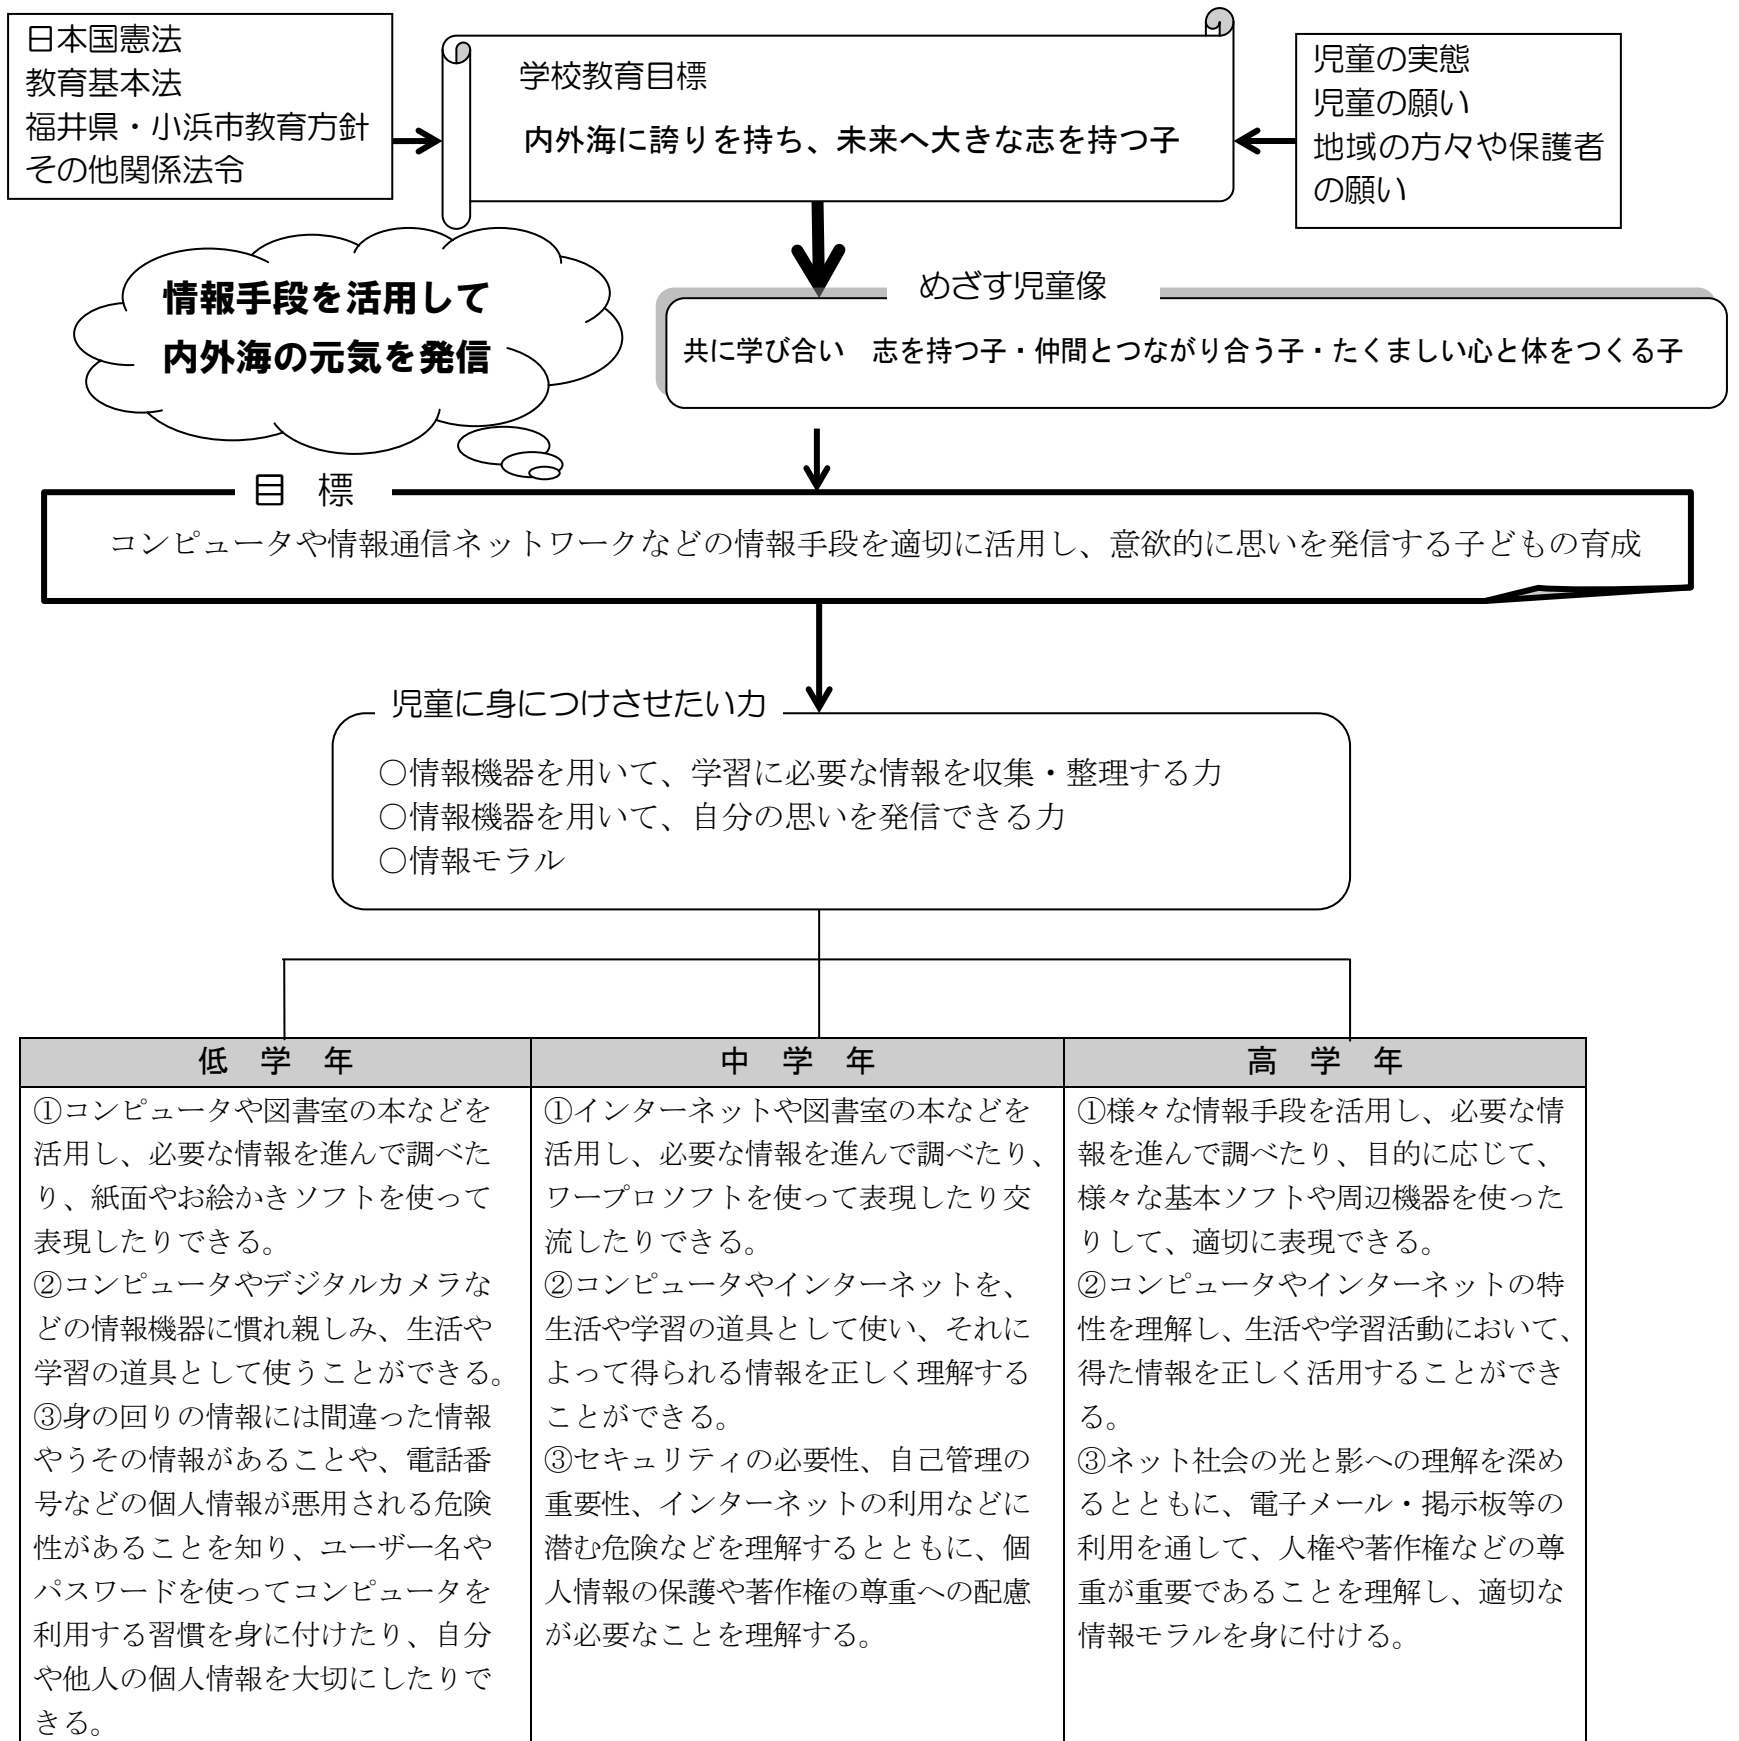 日本国憲法
教育基本法
福井県・小浜市教育方針
その他関係法令
学校教育目標
内外海に誇りを持ち、未来へ大きな志を持つ子
児童の実態
児童の願い
地域の方々や保護者
の願い
情報手段を活用して
内外海の元気を発信
めざす児童像
共に学び合い　志を持つ子・仲間とつながり合う子・たくましい心と体をつくる子
目　標
コンピュータや情報通信ネットワークなどの情報手段を適切に活用し、意欲的に思いを発信する子どもの育成
児童に身につけさせたい力
○情報機器を用いて、学習に必要な情報を収集・整理する力
○情報機器を用いて、自分の思いを発信できる力
○情報モラル
低　学　年
①コンピュータや図書室の本などを
活用し、必要な情報を進んで調べた
り、紙面やお絵かきソフトを使って
表現したりできる。
②コンピュータやデジタルカメラな
どの情報機器に慣れ親しみ、生活や
学習の道具として使うことができる。
③身の回りの情報には間違った情報
やうその情報があることや、電話番
号などの個人情報が悪用される危険
性があることを知り、ユーザー名や
パスワードを使ってコンピュータを
利用する習慣を身に付けたり、自分
や他人の個人情報を大切にしたりで
きる。
中　学　年
①インターネットや図書室の本などを
活用し、必要な情報を進んで調べたり、
ワープロソフトを使って表現したり交
流したりできる。
②コンピュータやインターネットを、
生活や学習の道具として使い、それに
よって得られる情報を正しく理解する
ことができる。
③セキュリティの必要性、自己管理の
重要性、インターネットの利用などに
潜む危険などを理解するとともに、個
人情報の保護や著作権の尊重への配慮
が必要なことを理解する。
高　学　年
①様々な情報手段を活用し、必要な情
報を進んで調べたり、目的に応じて、
様々な基本ソフトや周辺機器を使った
りして、適切に表現できる。
②コンピュータやインターネットの特
性を理解し、生活や学習活動において、
得た情報を正しく活用することができ
る。
③ネット社会の光と影への理解を深め
るとともに、電子メール・掲示板等の
利用を通して、人権や著作権などの尊
重が重要であることを理解し、適切な
情報モラルを身に付ける。